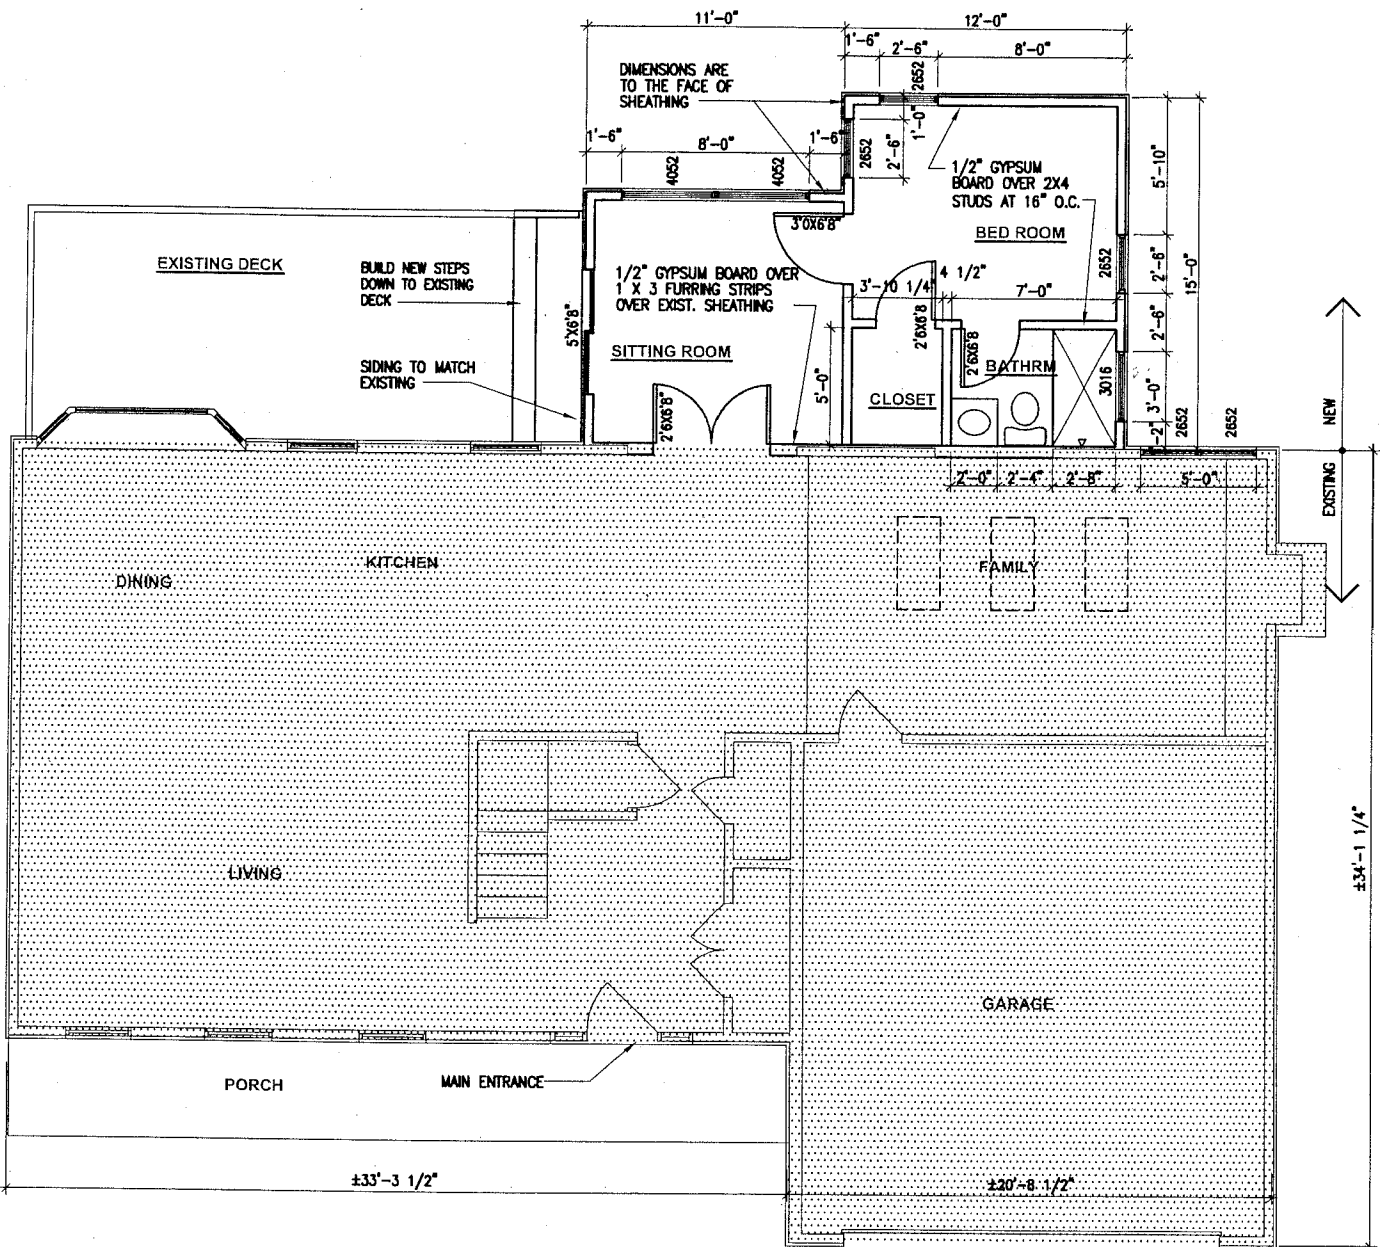 11'-0"
12'-0"
1'-6"
2'-6"
8'-0"
2652
DIMENSIONS ARE
TO THE FACE OF
SHEATHING
1'-0"
1'-6"
8'-0"
1'-6"
4052
4052
2652
2'-6"
1/2" GYPSUM
BOARD OVER 2X4
STUDS AT 16" O.C.
5'-10"
3'0X6'8"
BED ROOM
EXISTING DECK
BUILD NEW STEPS
DOWN TO EXISTING
DECK
1/2" GYPSUM BOARD OVER
1 X 3 FURRING STRIPS
OVER EXIST. SHEATHING
4 1/2"
3'-10 1/4"
7'-0"
2652
2'-6"
15'-0"
5'X6'8"
SITTING ROOM
2'6X6'8
2'6X6'8
BATHRM
2'-6"
SIDING TO MATCH
EXISTING
5'-0"
CLOSET
3016
3'-0"
2'6X6'8"
2652
2652
NEW
EXISTING
2'-0"
2'-4"
2'-8"
5'-0"
KITCHEN
DINING
FAMILY
LIVING
±34'-1 1/4"
GARAGE
PORCH
MAIN ENTRANCE
±33'-3 1/2"
±20'-8 1/2"